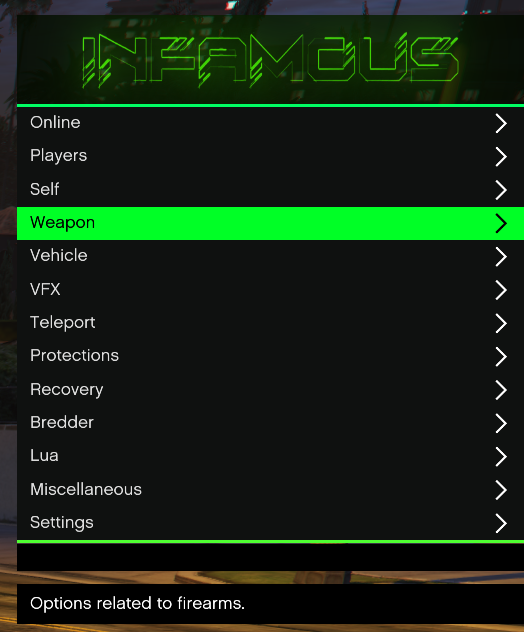 INFAMOUS
Online
Players
Self
Weapon
Vehicle
VFX
Teleport
Protections
Recovery
Bredder
Lua
Miscellaneous
Settings
Options related to firearms.